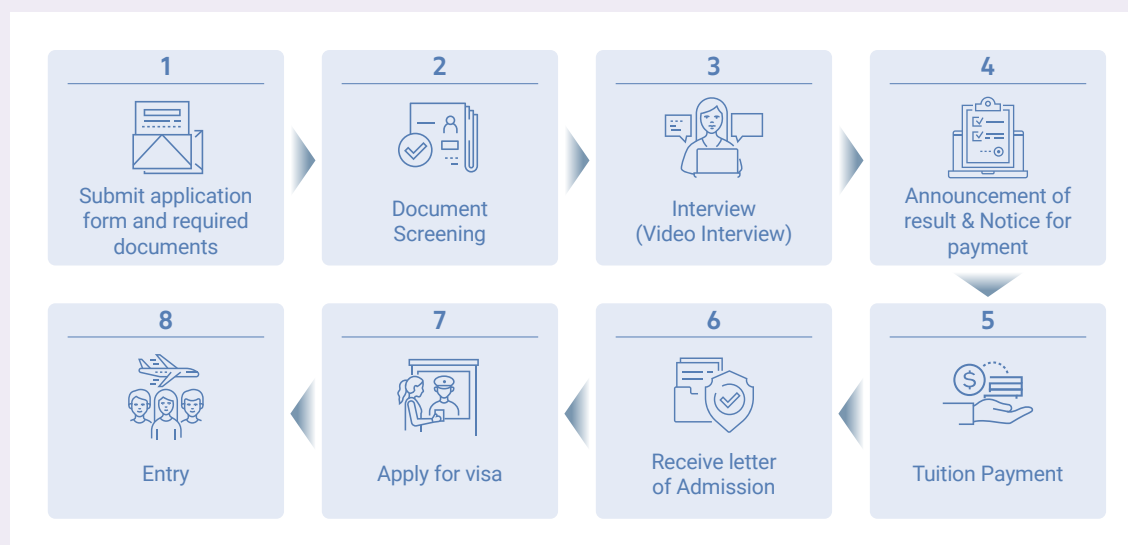 1
Submit application
form and required
documents
2
Document
Screening
3
Interview
(Video Interview)
4
Announcement of
result & Notice for
payment
5
$
Tuition Payment
6
Receive letter
of Admission
7
Apply for visa
8
Entry